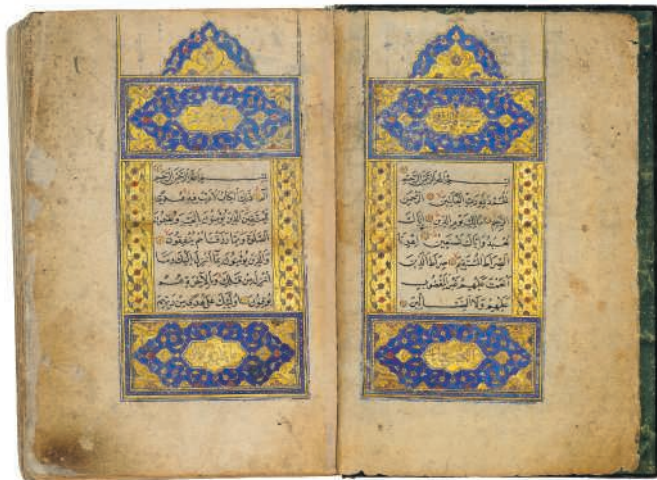 بسم الله الرحمن الرحيم
الحمد لله رب العالمين الرحمن
الرحيم مالك يوم الدين اياك
نعبد واياك نستعين اهدنا
الصراط المستقيم صراط الذين
انعمت عليهم غير المغضوب
عليهم ولا الضالين
بسم الله الرحمن الرحيم
الم ذلك الكتاب لا ريب فيه هدى
للمتقين الذين يؤمنون بالغيب ويقيمون
الصلوة ومما رزقناهم ينفقون
والذين يؤمنون بما انزل اليك وما
انزل من قبلك وبالاخرة هم
يوقنون اولئك على هدى من ربهم